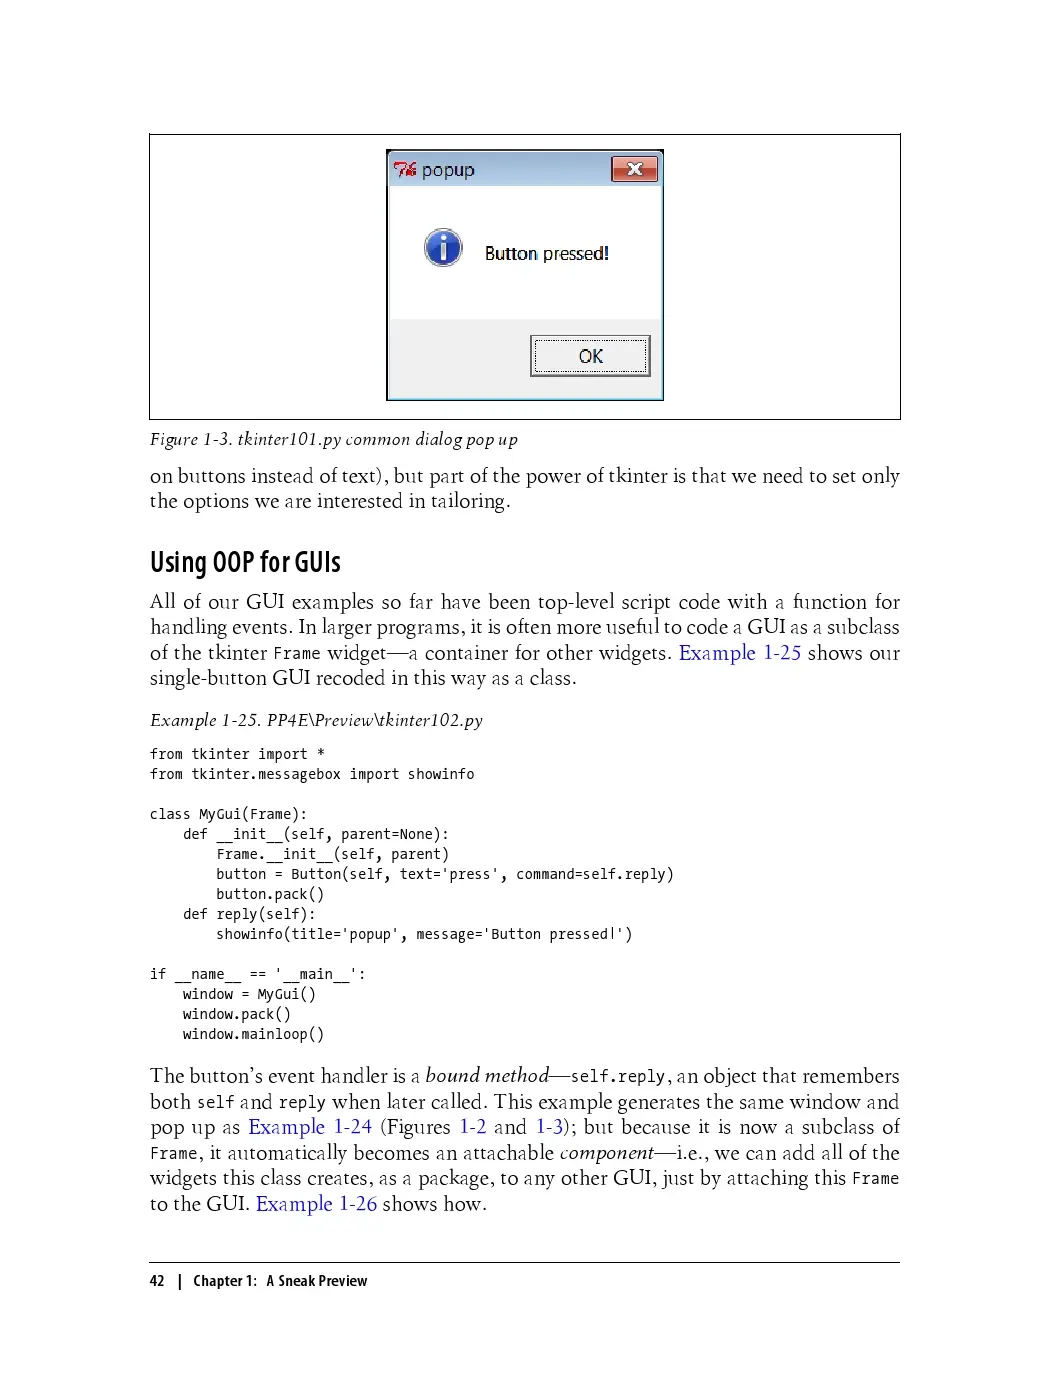 popup
Button pressed!
OK
Figure 1-3. tkinter101.py common dialog pop up
on buttons instead of text), but part of the power of tkinter is that we need to set only
the options we are interested in tailoring.
Using OOP for GUIs
All of our GUI examples so far have been top-level script code with a function for
handling events. In larger programs, it is often more useful to code a GUI as a subclass
of the tkinter Frame widget—a container for other widgets. Example 1-25 shows our
single-button GUI recoded in this way as a class.
Example 1-25. PP4E\Preview\tkinter102.py
from tkinter import *
from tkinter.messagebox import showinfo
class MyGui(Frame):
    def __init__(self, parent=None):
        Frame.__init__(self, parent)
        button = Button(self, text='press', command=self.reply)
        button.pack()
    def reply(self):
        showinfo(title='popup', message='Button pressed!')
if __name__ == '__main__':
    window = MyGui()
    window.pack()
    window.mainloop()
The button's event handler is a bound method—self.reply, an object that remembers
both self and reply when later called. This example generates the same window and
pop up as Example 1-24 (Figures 1-2 and 1-3); but because it is now a subclass of
Frame, it automatically becomes an attachable component—i.e., we can add all of the
widgets this class creates, as a package, to any other GUI, just by attaching this Frame
to the GUI. Example 1-26 shows how.
42 | Chapter 1: A Sneak Preview